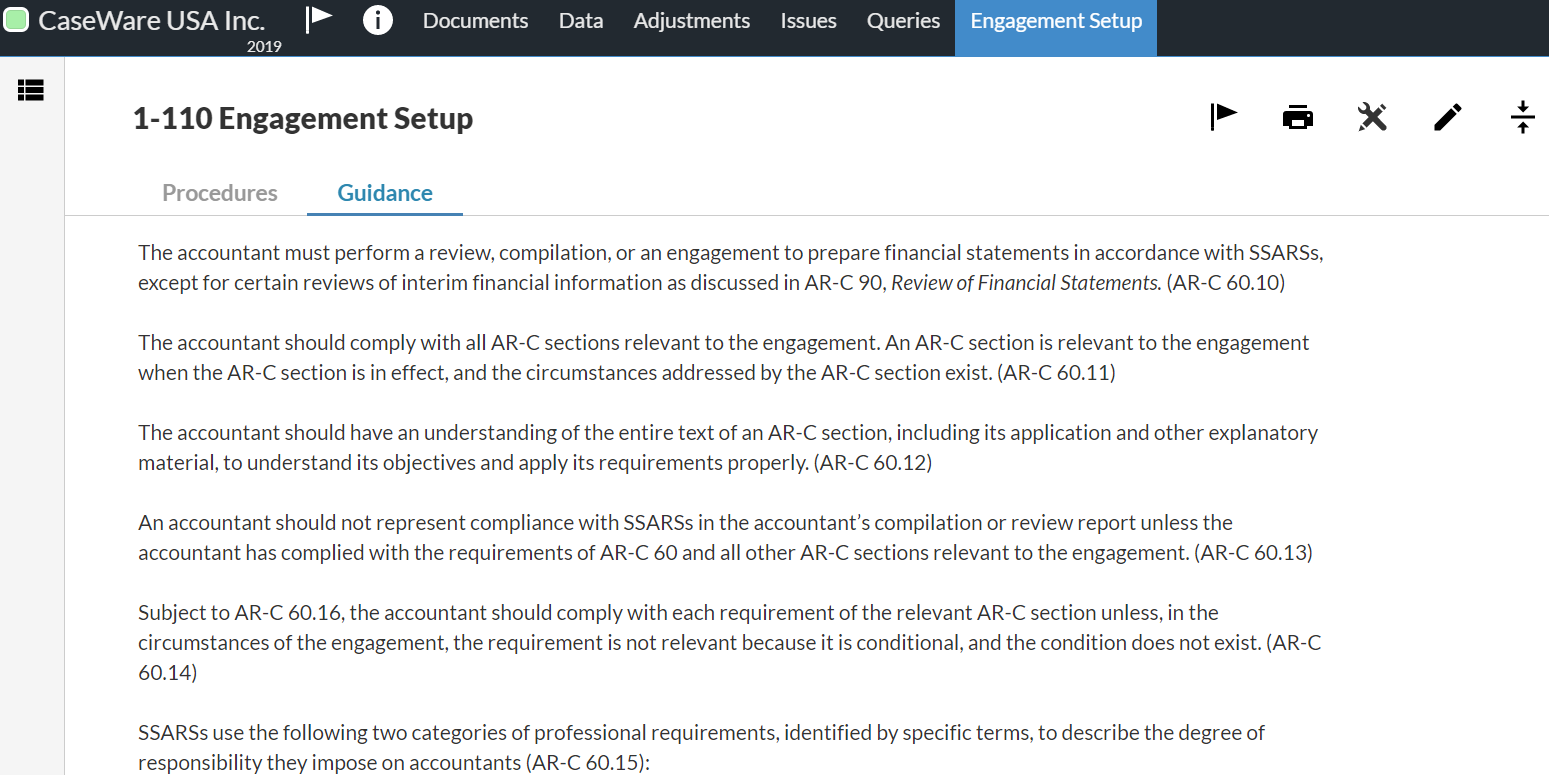 CaseWare USA Inc.
2019
Documents Data Adjustments Issues Queries Engagement Setup
1-110 Engagement Setup
Procedures Guidance
The accountant must perform a review, compilation, or an engagement to prepare financial statements in accordance with SSARSs,
except for certain reviews of interim financial information as discussed in AR-C 90, Review of Financial Statements. (AR-C 60.10)
The accountant should comply with all AR-C sections relevant to the engagement. An AR-C section is relevant to the engagement
when the AR-C section is in effect, and the circumstances addressed by the AR-C section exist. (AR-C 60.11)
The accountant should have an understanding of the entire text of an AR-C section, including its application and other explanatory
material, to understand its objectives and apply its requirements properly. (AR-C 60.12)
An accountant should not represent compliance with SSARSs in the accountant’s compilation or review report unless the
accountant has complied with the requirements of AR-C 60 and all other AR-C sections relevant to the engagement. (AR-C 60.13)
Subject to AR-C 60.16, the accountant should comply with each requirement of the relevant AR-C section unless, in the
circumstances of the engagement, the requirement is not relevant because it is conditional, and the condition does not exist. (AR-C
60.14)
SSARSs use the following two categories of professional requirements, identified by specific terms, to describe the degree of
responsibility they impose on accountants (AR-C 60.15):